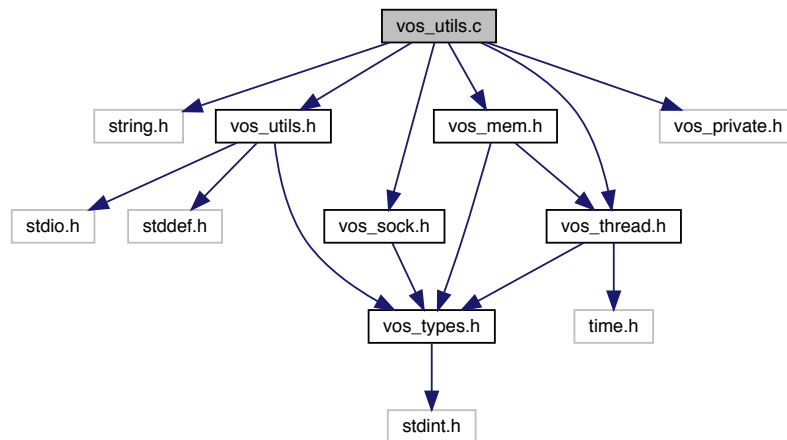 vos_utils.c
string.h
vos_utils.h
vos_mem.h
vos_private.h
stdio.h
stddef.h
vos_sock.h
vos_thread.h
vos_types.h
time.h
stdint.h